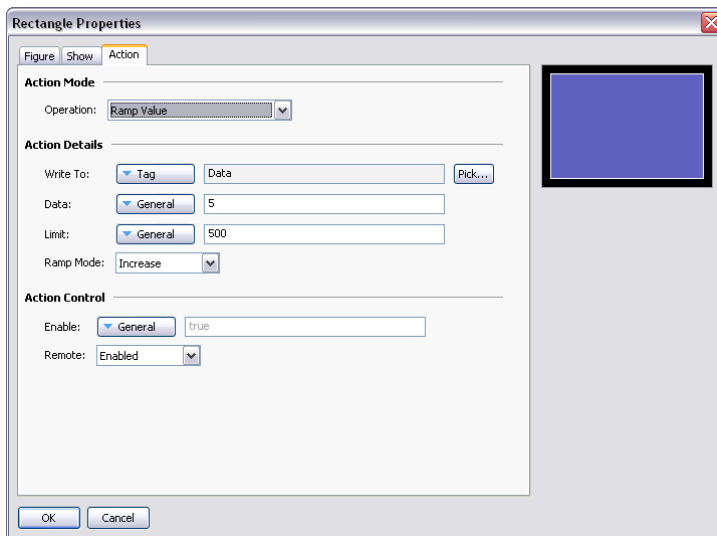 Rectangle Properties
Figure Show Action
Action Mode
Operation: Ramp Value
Action Details
Write To: Tag Data Pick...
Data: General 5
Limit: General 500
Ramp Mode: Increase
Action Control
Enable: General true
Remote: Enabled
OK Cancel